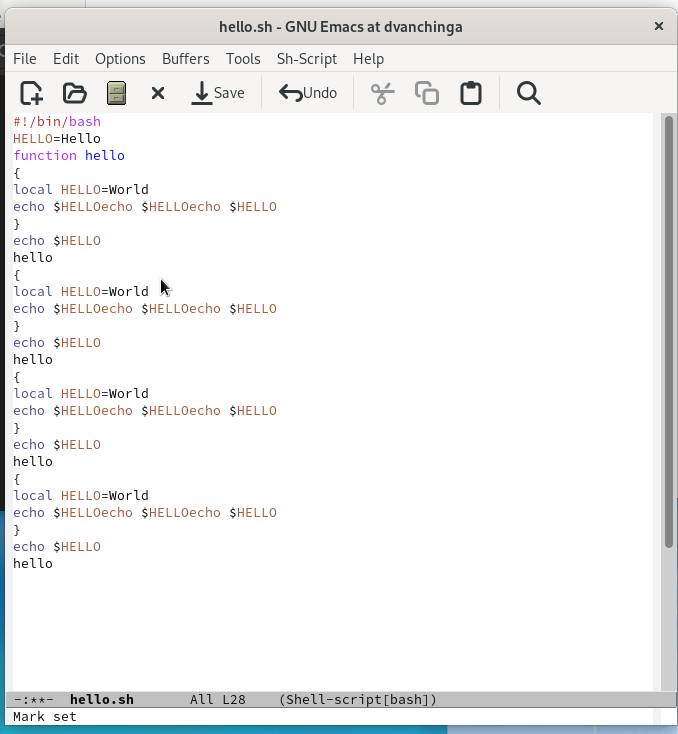 hello.sh - GNU Emacs at dvanchinga
File Edit Options Buffers Tools Sh-Script Help
Save Undo
#!/bin/bash
HELLO=Hello
function hello
{
local HELLO=World
echo $HELLOecho $HELLOecho $HELLO
}
echo $HELLO
hello
{
local HELLO=World
echo $HELLOecho $HELLOecho $HELLO
}
echo $HELLO
hello
{
local HELLO=World
echo $HELLOecho $HELLOecho $HELLO
}
echo $HELLO
hello
{
local HELLO=World
echo $HELLOecho $HELLOecho $HELLO
}
echo $HELLO
hello
-:**- hello.sh All L28 (Shell-script[bash])
Mark set